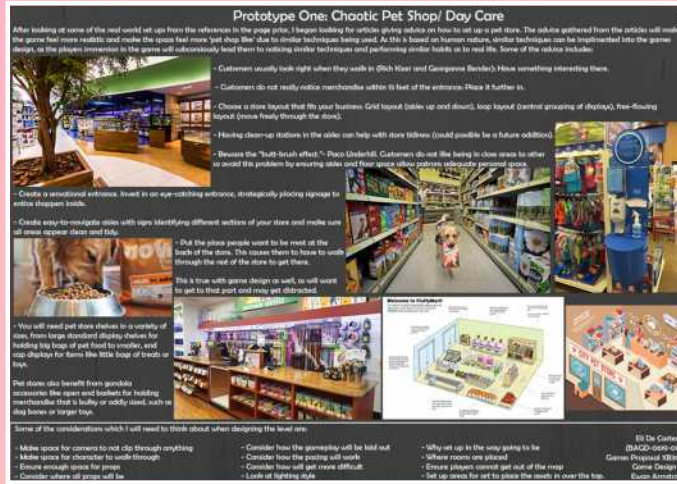 Prototype One: Chaotic Pet Shop/ Day Care
After looking at some of the real world set ups from the references in the page prior, I began looking for articles giving advice on how to set up a pet store. The advice gathered from the articles will make
the game feel more realistic and make the space feel more 'pet shop like' due to similar techniques being used. As this is based on human nature, similar techniques can be implimented into the games
design, as the players immersion in the game will subconsciously lead them to noticing similar techniques and performing similar habits as to real life. Some of the advice includes:
- Customers usually look right when they walk in (Rich Kizer and Georganne Bender): Have something interesting there.
- Customers do not really notice merchandise within 15 feet of the entrance: Place it further in.
- Choose a store layout that fits your business: Grid layout (aisles up and down), loop layout (central grouping of displays), free-flowing
layout (move freely through the store).
- Having clean-up stations in the aisles can help with store tidiness (could possible be a future addition).
- Beware the "butt-brush effect."- Paco Underhill. Customers do not like being in close areas to other
so avoid this problem by ensuring aisles and floor space allow patrons adequate personal space.
- Create a sensational entrance. Invest in an eye-catching entrance, strategically placing signage to
entice shoppers inside.
- Create easy-to-navigate aisles with signs identifying different sections of your store and make sure
all areas appear clean and tidy.
- Put the place people want to be most at the
back of the store. This causes them to have to walk
through the rest of the store to get there.
This is true with game design as well, as will want
to get to that part and may get distracted.
- You will need pet store shelves in a variety of
sizes, from large standard display shelves for
holding big bags of pet food to smaller, end
cap displays for items like little bags of treats or
toys.
Pet stores also benefit from gondola
accessories like open end baskets for holding
merchandise that is bulky or oddly sized, such as
dog bones or larger toys.
Welcome to FluffyMart!
CITY PET STORE
Some of the considerations which I will need to think about when designing the level are:
- Make space for camera to not clip through anything
- Make space for character to walk through
- Ensure enough space for props
- Consider where all props will be
- Consider how the gameplay will be laid out
- Consider how the pacing will work
- Consider how will get more difficult
- Look at lighting style
- Why set up in the way going to be
- Where rooms are placed
- Ensure players cannot get out of the map
- Set up areas for art to place the assets in over the top.
Eli De Carter
Game Design